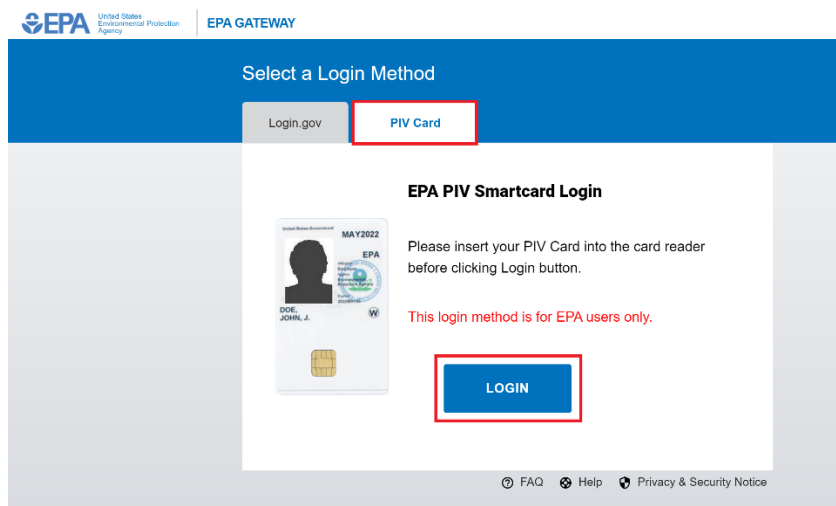 EPA
United States
Environmental Protection
Agency
EPA GATEWAY
Select a Login Method
Login.gov
PIV Card
EPA PIV Smartcard Login
United States Government
MAY2022
EPA
DOE,
JOHN, J.
W
Please insert your PIV Card into the card reader
before clicking Login button.
This login method is for EPA users only.
LOGIN
FAQ
Help
Privacy & Security Notice